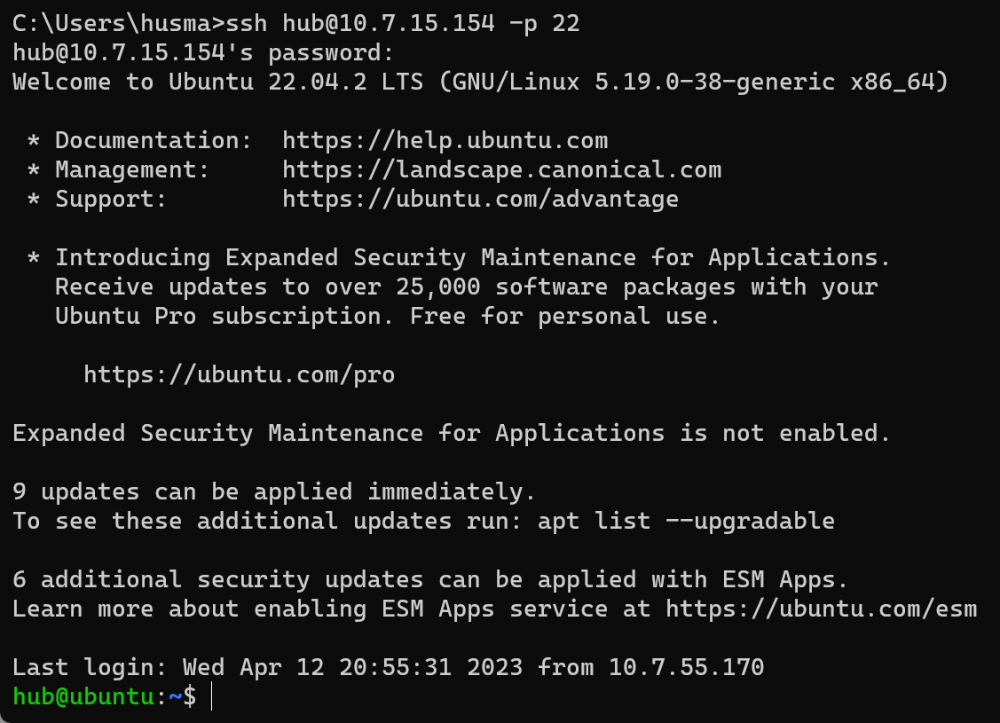 C:\Users\husma>ssh hub@10.7.15.154 -p 22
hub@10.7.15.154's password:
Welcome to Ubuntu 22.04.2 LTS (GNU/Linux 5.19.0-38-generic x86_64)

 * Documentation:  https://help.ubuntu.com
 * Management:     https://landscape.canonical.com
 * Support:        https://ubuntu.com/advantage

 * Introducing Expanded Security Maintenance for Applications.
   Receive updates to over 25,000 software packages with your
   Ubuntu Pro subscription. Free for personal use.

     https://ubuntu.com/pro

Expanded Security Maintenance for Applications is not enabled.

9 updates can be applied immediately.
To see these additional updates run: apt list --upgradable

6 additional security updates can be applied with ESM Apps.
Learn more about enabling ESM Apps service at https://ubuntu.com/esm

Last login: Wed Apr 12 20:55:31 2023 from 10.7.55.170
hub@ubuntu:~$